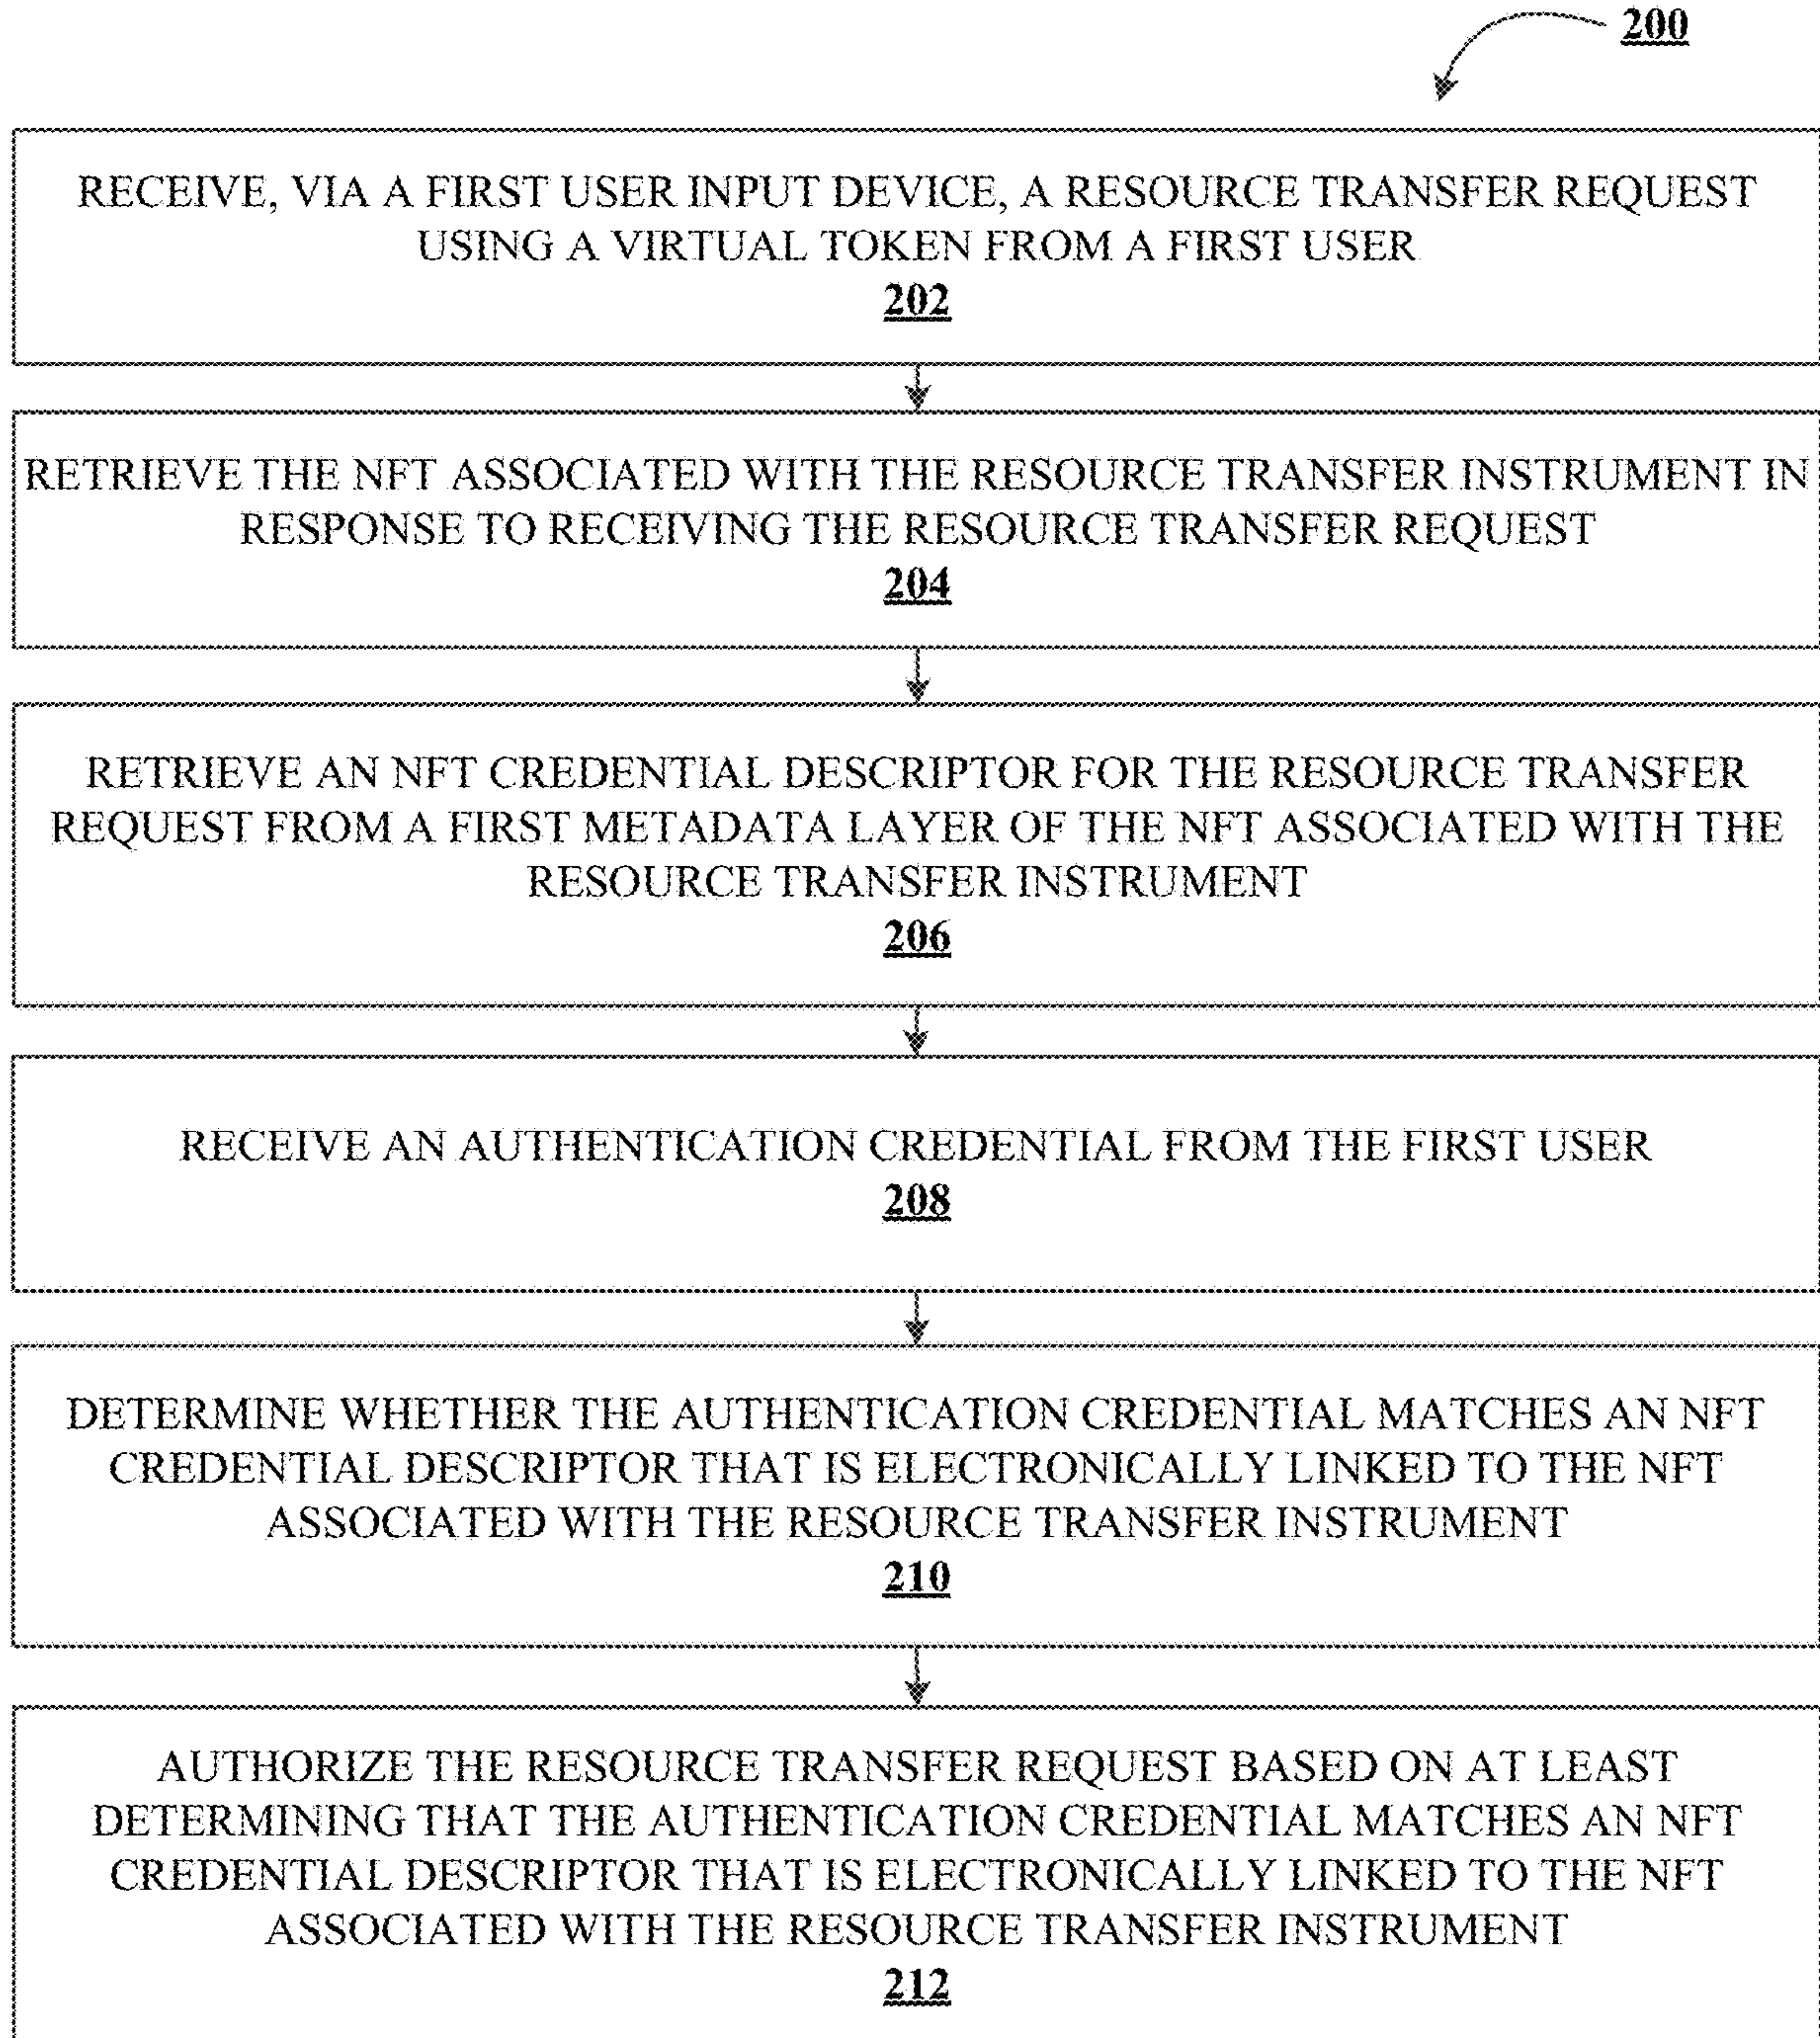 200
RECEIVE, VIA A FIRST USER INPUT DEVICE, A RESOURCE TRANSFER REQUEST
USING A VIRTUAL TOKEN FROM A FIRST USER
202
RETRIEVE THE NFT ASSOCIATED WITH THE RESOURCE TRANSFER INSTRUMENT IN
RESPONSE TO RECEIVING THE RESOURCE TRANSFER REQUEST
204
RETRIEVE AN NFT CREDENTIAL DESCRIPTOR FOR THE RESOURCE TRANSFER
REQUEST FROM A FIRST METADATA LAYER OF THE NFT ASSOCIATED WITH THE
RESOURCE TRANSFER INSTRUMENT
206
RECEIVE AN AUTHENTICATION CREDENTIAL FROM THE FIRST USER
208
DETERMINE WHETHER THE AUTHENTICATION CREDENTIAL MATCHES AN NFT
CREDENTIAL DESCRIPTOR THAT IS ELECTRONICALLY LINKED TO THE NFT
ASSOCIATED WITH THE RESOURCE TRANSFER INSTRUMENT
210
AUTHORIZE THE RESOURCE TRANSFER REQUEST BASED ON AT LEAST
DETERMINING THAT THE AUTHENTICATION CREDENTIAL MATCHES AN NFT
CREDENTIAL DESCRIPTOR THAT IS ELECTRONICALLY LINKED TO THE NFT
ASSOCIATED WITH THE RESOURCE TRANSFER INSTRUMENT
212